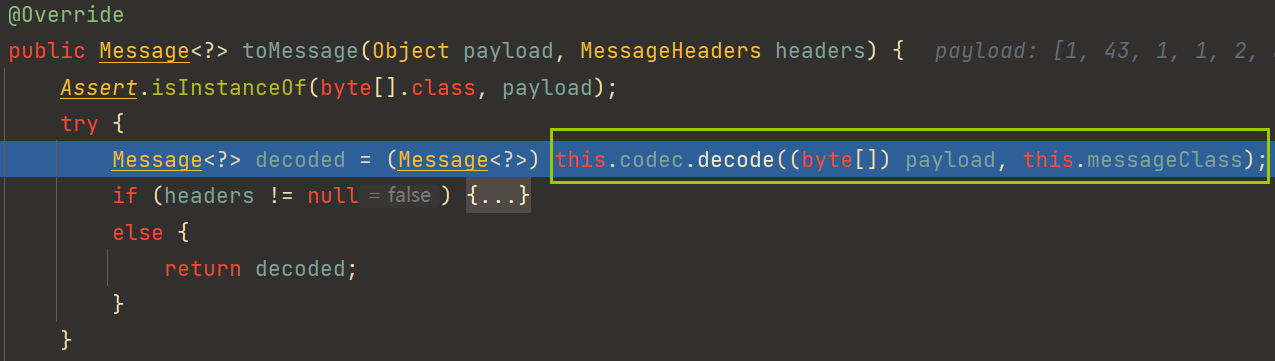 @Override
public Message<?> toMessage(Object payload, MessageHeaders headers) {  payload: [1, 43, 1, 1, 2,
    Assert.isInstanceOf(byte[].class, payload);
    try {
        Message<?> decoded = (Message<?>) this.codec.decode((byte[]) payload, this.messageClass);
        if (headers != null = false ) {...}
        else {
            return decoded;
        }
    }